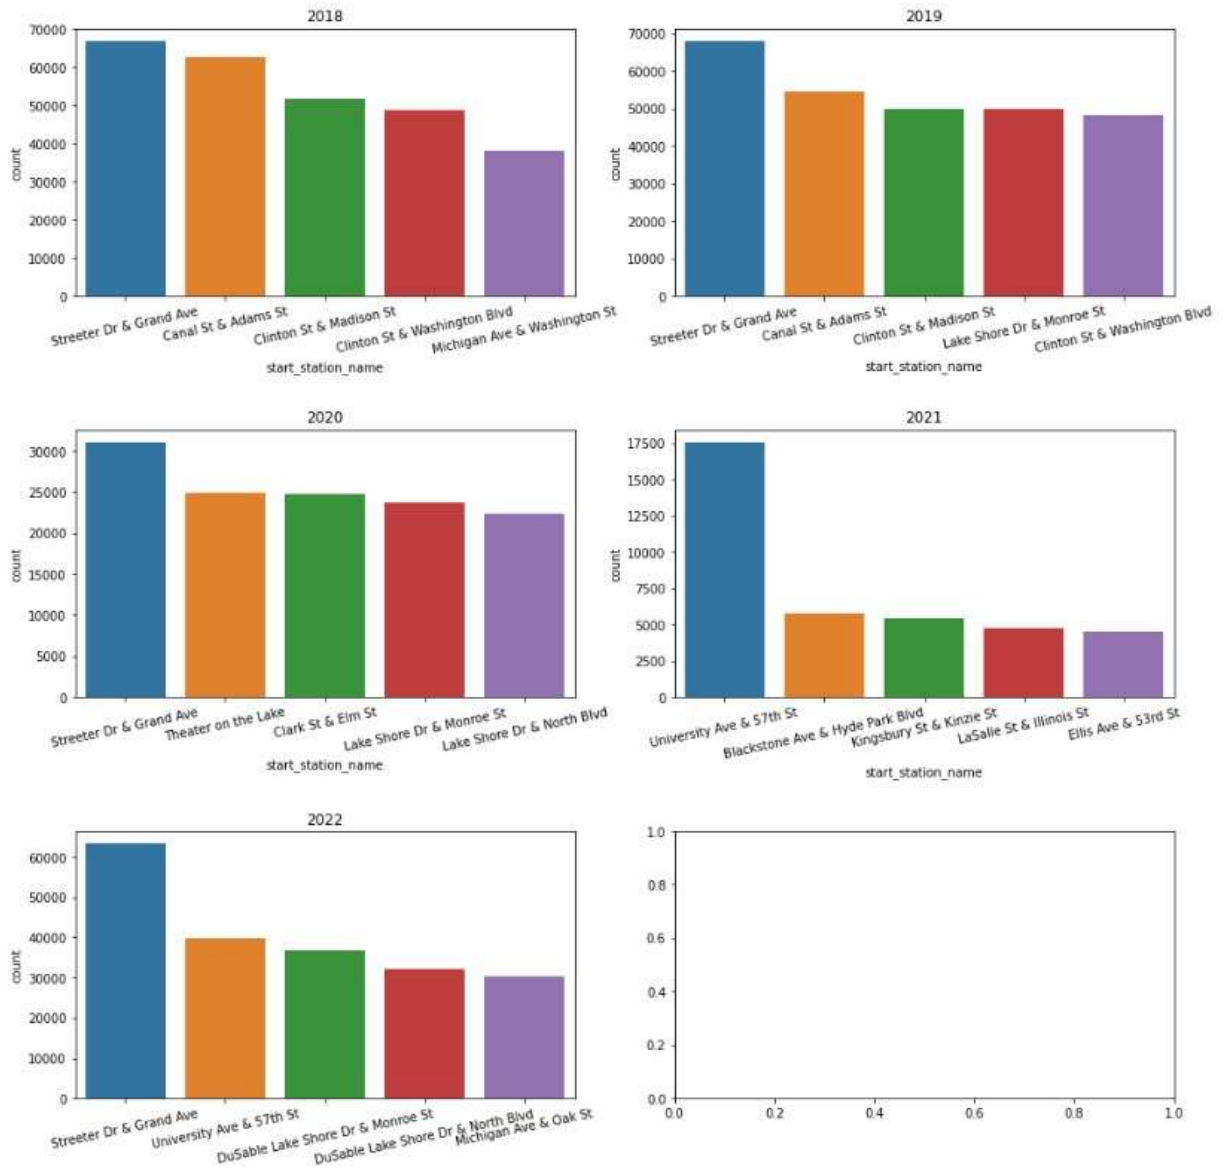 2018
70000
60000
50000
40000
30000
20000
10000
0
count
Streeter Dr & Grand Ave
Canal St & Adams St
Clinton St & Madison St
Clinton St & Washington Blvd
Michigan Ave & Washington St
start_station_name
2019
70000
60000
50000
40000
30000
20000
10000
0
count
Streeter Dr & Grand Ave
Canal St & Adams St
Clinton St & Madison St
Lake Shore Dr & Monroe St
Clinton St & Washington Blvd
start_station_name
2020
30000
25000
20000
15000
10000
5000
0
count
Streeter Dr & Grand Ave
Theater on the Lake
Clark St & Elm St
Lake Shore Dr & Monroe St
Lake Shore Dr & North Blvd
start_station_name
2021
17500
15000
12500
10000
7500
5000
2500
0
count
University Ave & 57th St
Blackstone Ave & Hyde Park Blvd
Kingsbury St & Kinzie St
LaSalle St & Illinois St
Ellis Ave & 53rd St
start_station_name
2022
60000
50000
40000
30000
20000
10000
0
count
Streeter Dr & Grand Ave
University Ave & 57th St
DuSable Lake Shore Dr & Monroe St
DuSable Lake Shore Dr & North Blvd
Michigan Ave & Oak St
1.0
0.8
0.6
0.4
0.2
0.0
0.0 0.2 0.4 0.6 0.8 1.0